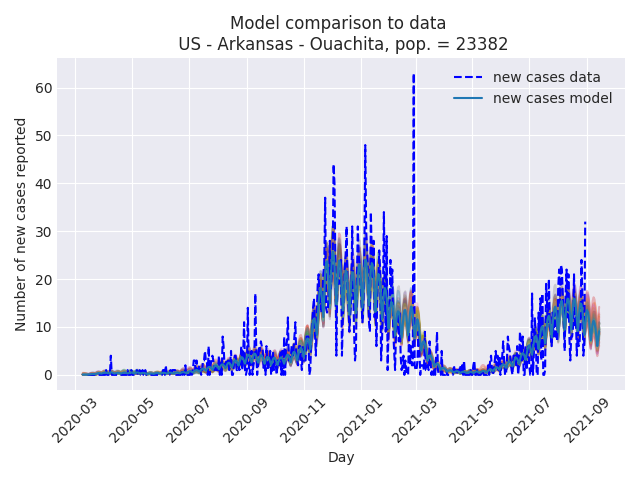 Model comparison to data
US - Arkansas - Ouachita, pop. = 23382
new cases data
new cases model
Number of new cases reported
60
50
40
30
20
10
0
2020-03
2020-05
2020-07
2020-09
2020-11
2021-01
2021-03
2021-05
2021-07
2021-09
Day